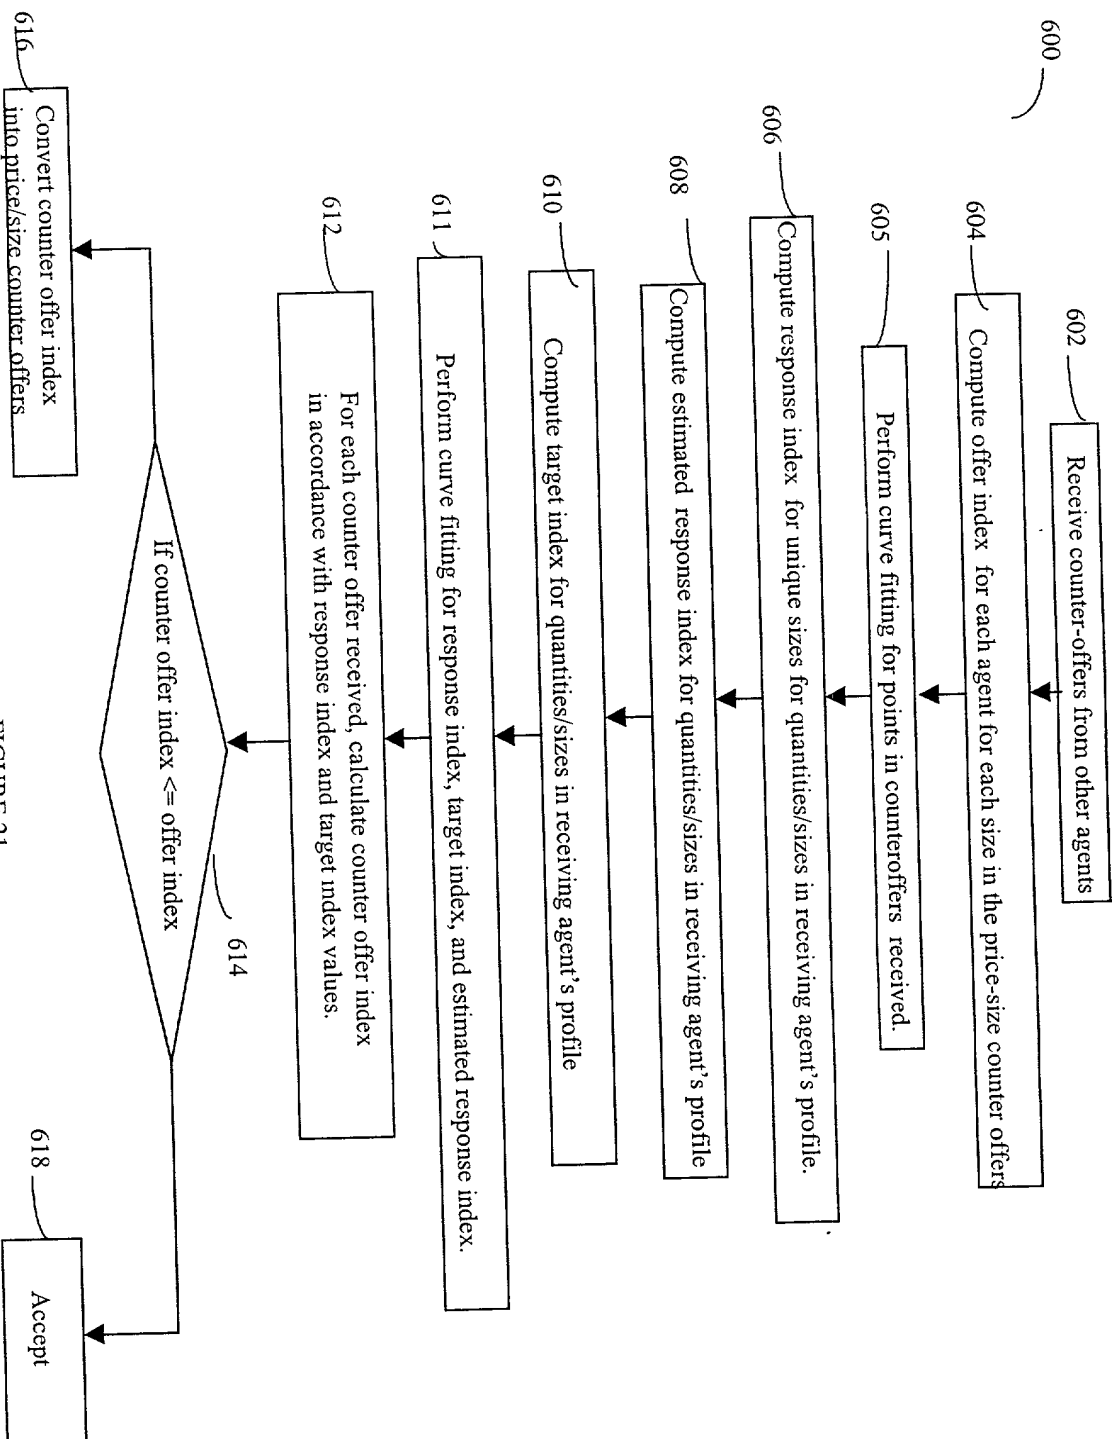 600
602
Receive counter-offers from other agents
604
Compute offer index for each agent for each size in the price-size counter offers
605
Perform curve fitting for points in counteroffers received.
606
Compute response index for unique sizes for quantities/sizes in receiving agent's profile.
608
Compute estimated response index for quantities/sizes in receiving agent's profile
610
Compute target index for quantities/sizes in receiving agent's profile
611
Perform curve fitting for response index, target index, and estimated response index.
612
For each counter offer received, calculate counter offer index
in accordance with response index and target index values.
614
If counter offer index <= offer index
616
Convert counter offer index
into price/size counter offers
618
Accept
FIGURE 21